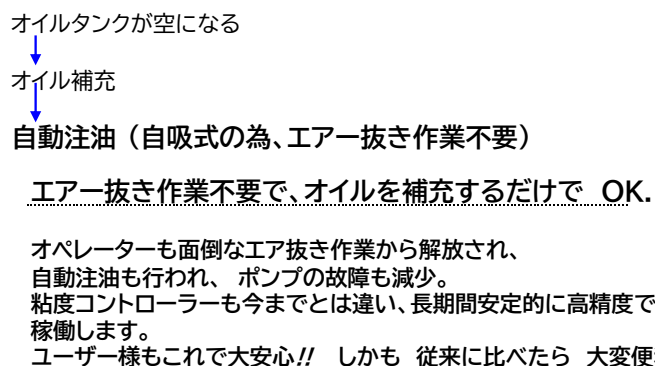 オイルタンクが空になる
オイル補充
自動注油（自吸式の為、エアー抜き作業不要）
エアー抜き作業不要で、オイルを補充するだけで OK.
オペレーターも面倒なエア抜き作業から解放され、
自動注油も行われ、 ポンプの故障も減少。
粘度コントローラーも今までとは違い、長期間安定的に高精度で
稼働します。
ユーザー様もこれで大安心!! しかも 従来に比べたら 大変便